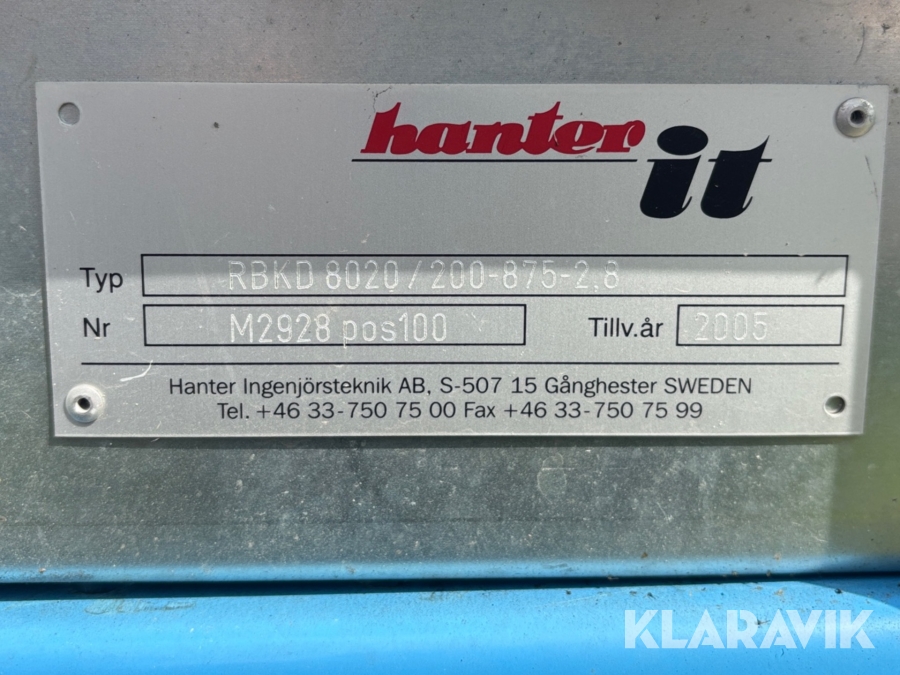 hanter it
Typ RBKD 8020/200-875-2,8
Nr M2928 pos100 Tillv.år 2005
Hanter Ingenjörsteknik AB, S-507 15 Gånghester SWEDEN
Tel. +46 33-750 75 00 Fax +46 33-750 75 99
KLARAVIK